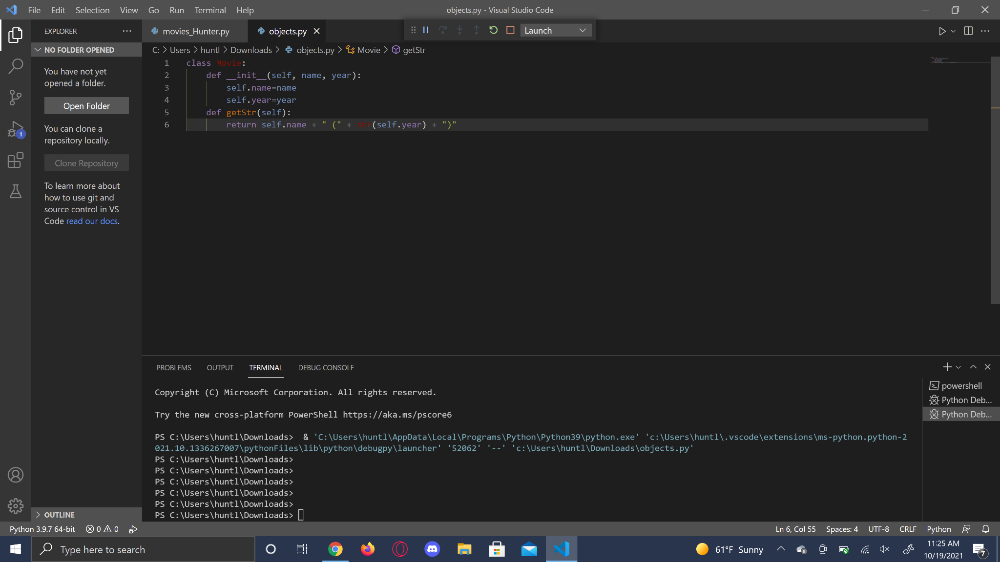 File Edit Selection View Go Run Terminal Help
objects.py - Visual Studio Code
EXPLORER
movies_Hunter.py
objects.py
Launch
NO FOLDER OPENED
C: > Users > huntl > Downloads > objects.py > Movie > getStr
You have not yet
opened a folder.
Open Folder
You can clone a
repository locally.
Clone Repository
To learn more about
how to use git and
source control in VS
Code read our docs.
1 class Movie:
2 def __init__(self, name, year):
3 self.name=name
4 self.year=year
5 def getStr(self):
6 return self.name + " (" + str(self.year) + ")"
1
PROBLEMS OUTPUT TERMINAL DEBUG CONSOLE
Copyright (C) Microsoft Corporation. All rights reserved.
Try the new cross-platform PowerShell https://aka.ms/pscore6
PS C:\Users\huntl\Downloads>  & 'C:\Users\huntl\AppData\Local\Programs\Python\Python39\python.exe' 'c:\Users\huntl\.vscode\extensions\ms-python.python-2
021.10.1336267007\pythonFiles\lib\python\debugpy\launcher' '52062' '--' 'c:\Users\huntl\Downloads\objects.py'
PS C:\Users\huntl\Downloads>
PS C:\Users\huntl\Downloads>
PS C:\Users\huntl\Downloads>
PS C:\Users\huntl\Downloads>
PS C:\Users\huntl\Downloads>
PS C:\Users\huntl\Downloads>
powershell
Python Deb...
Python Deb...
OUTLINE
Python 3.9.7 64-bit 0 0
Ln 6, Col 55 Spaces: 4 UTF-8 CRLF Python
Type here to search
61°F Sunny
11:25 AM
10/19/2021
7